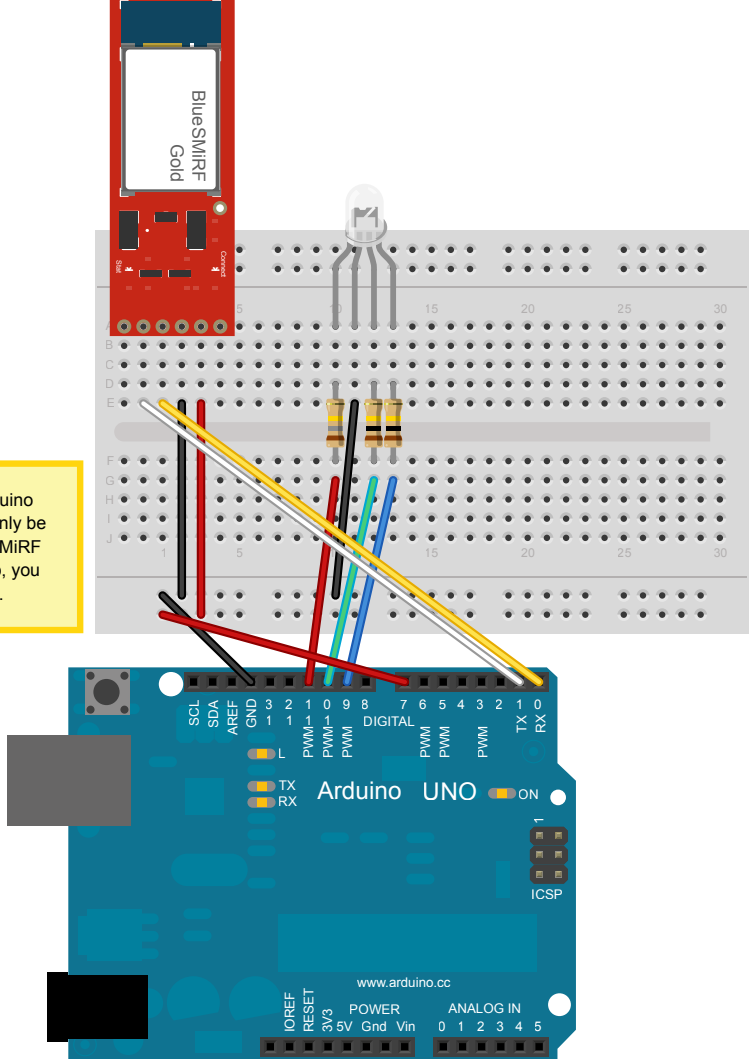 BlueSMiRF
Gold
Stat
Connect
5 10 15 20 25 30
A
B
C
D
E
F
G
H
I
J
1 5 15 25 30
uino
nly be
MiRF
o, you
.
SCL
SDA
AREF
GND
13
12
PWM 11
PWM 10
PWM 9
8
DIGITAL
7
PWM 6
PWM 5
4
PWM 3
2
TX 1
RX 0
L
TX
RX
Arduino UNO
ON
1
ICSP
www.arduino.cc
IOREF
RESET
3V3
POWER
5V Gnd Vin
ANALOG IN
0 1 2 3 4 5